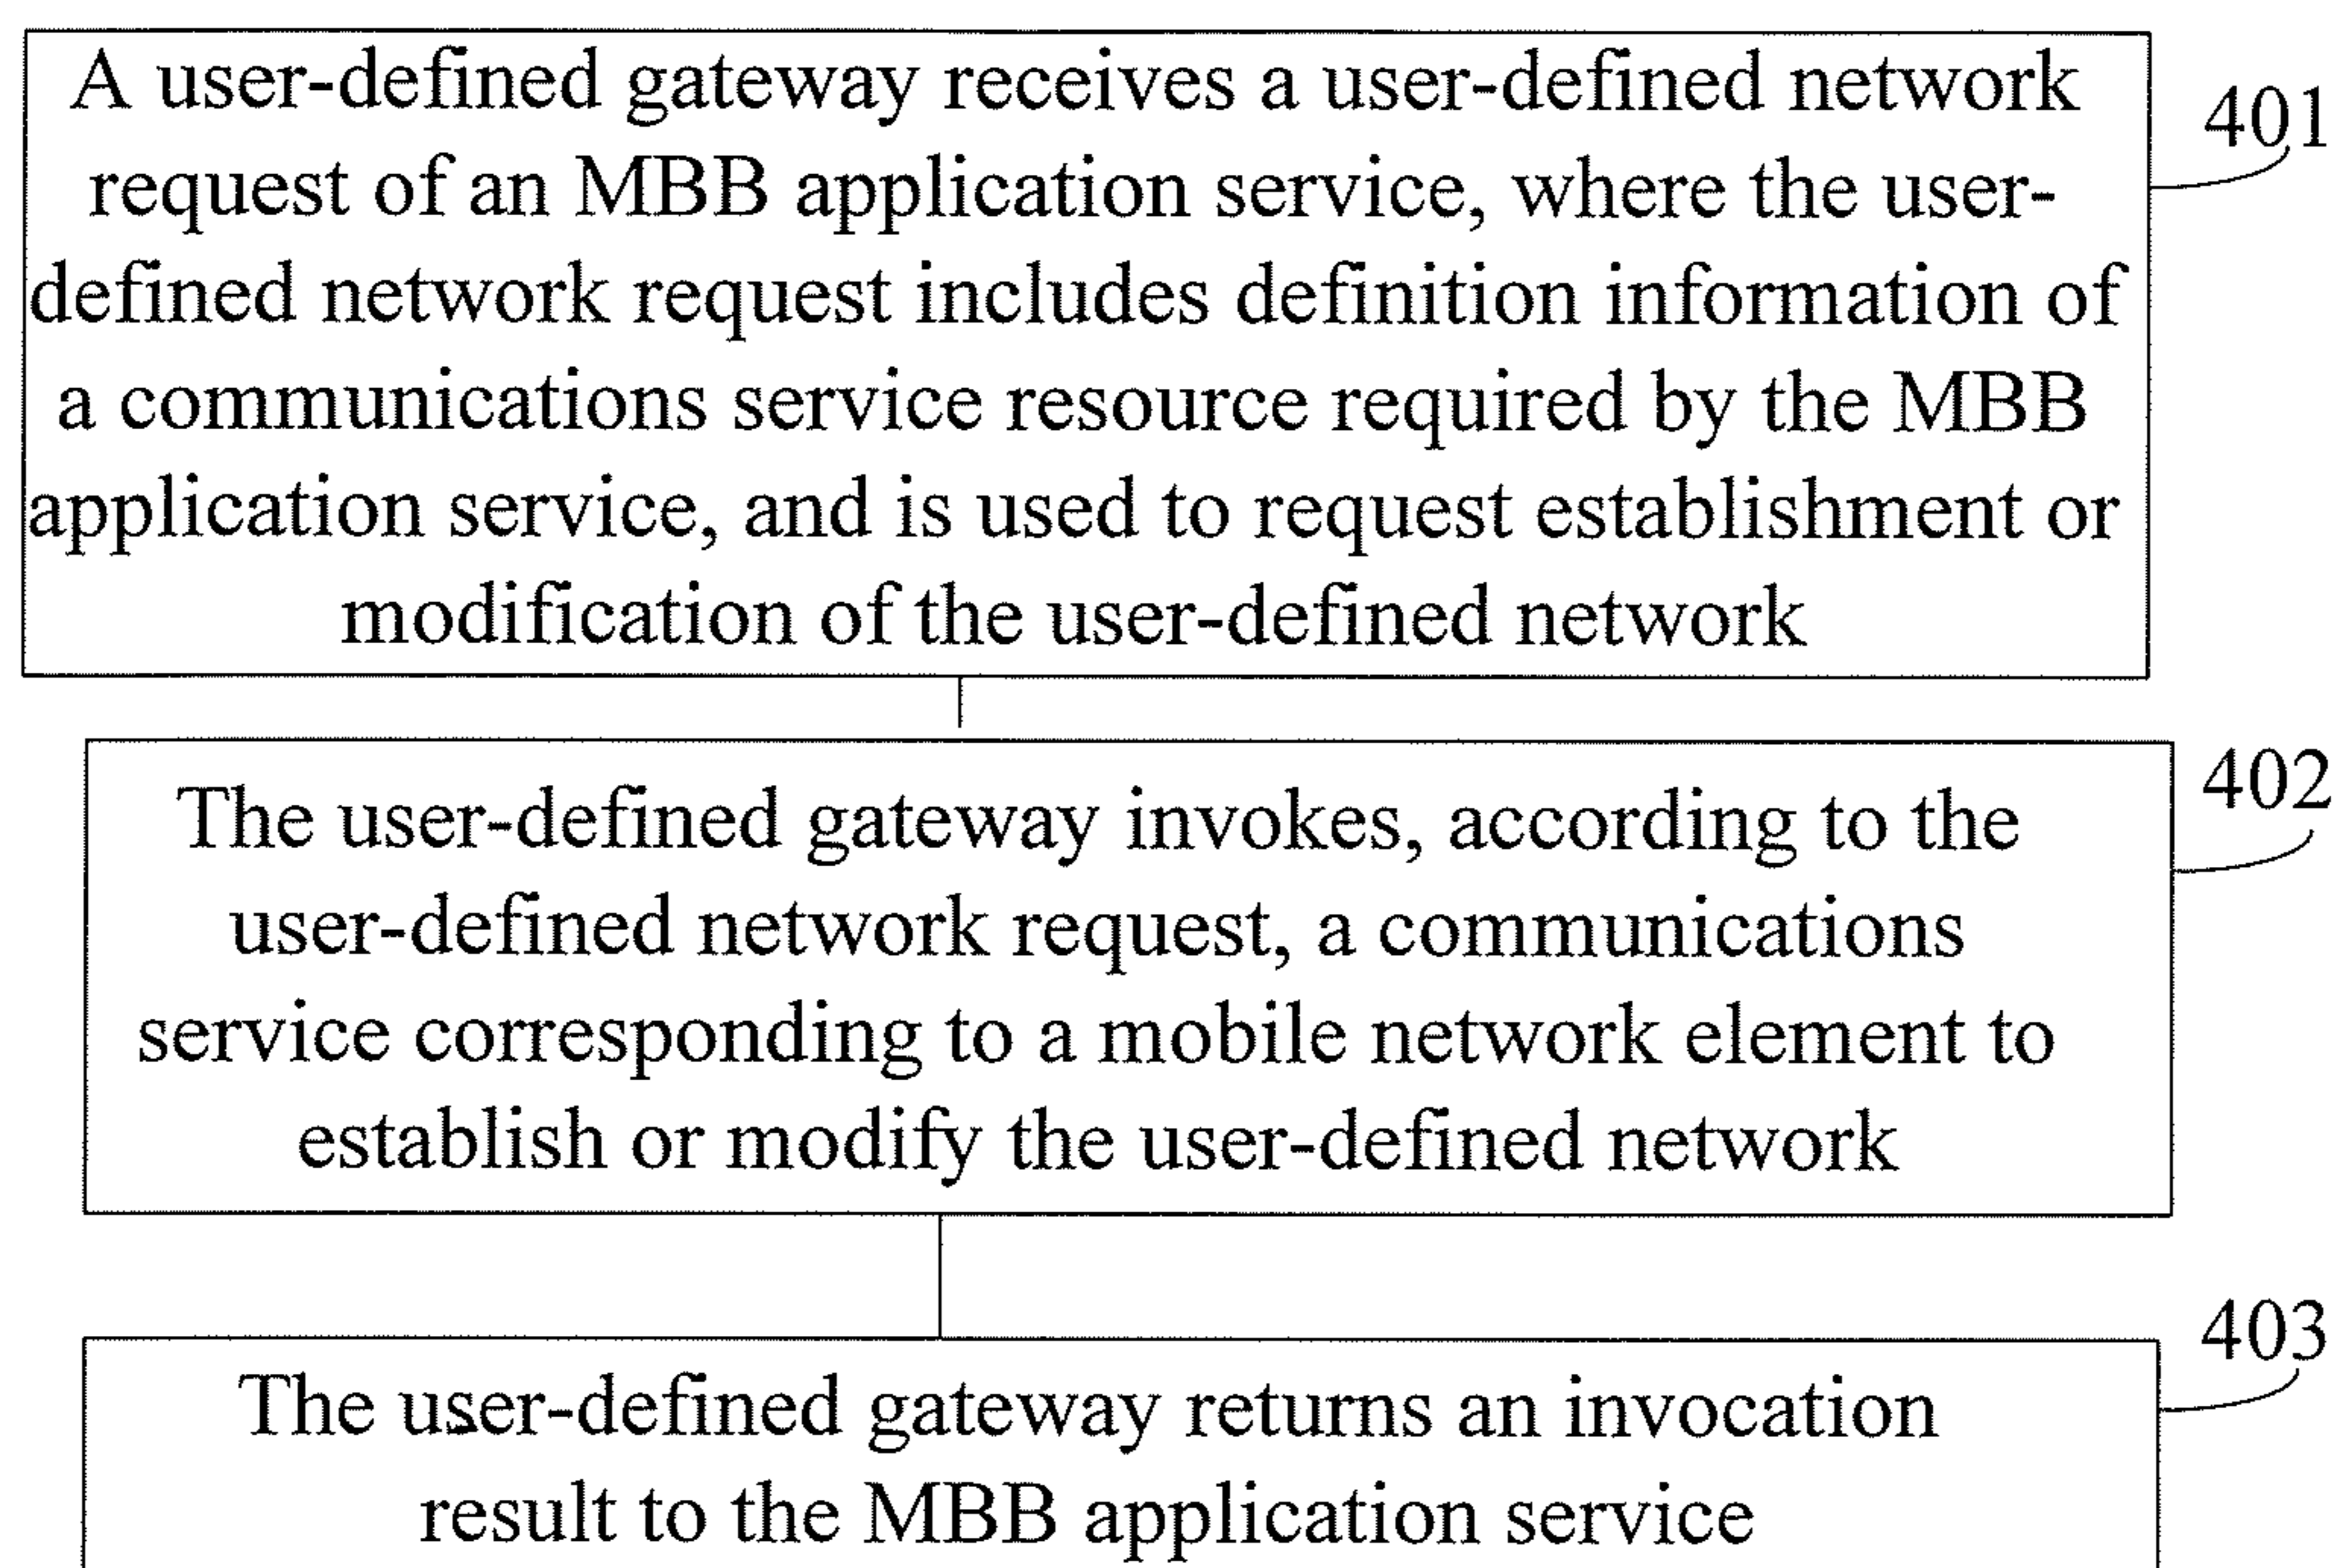 A user-defined gateway receives a user-defined network
401
request of an MBB application service, where the user-
defined network request includes definition information of
a communications service resource required by the MBB
application service, and is used to request establishment or
modification of the user-defined network
402
The user-defined gateway invokes, according to the
user-defined network request, a communications
service corresponding to a mobile network element to
establish or modify the user-defined network
403
The user-defined gateway returns an invocation
result to the MBB application service